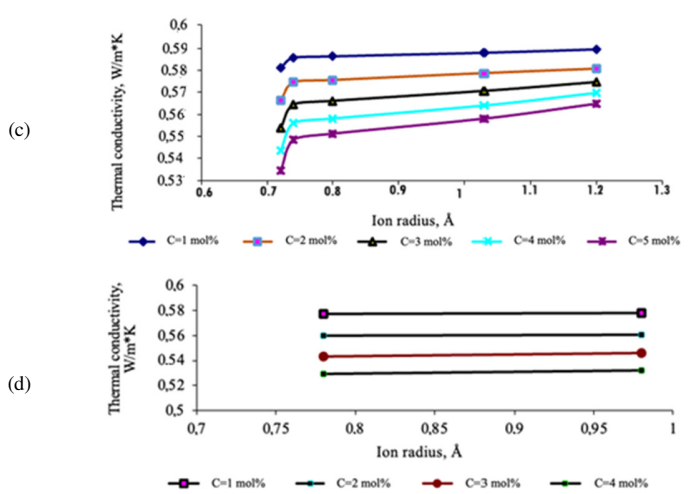 (c)
Thermal conductivity, W/m*K
0,6
0,59
0,58
0,57
0,56
0,55
0,54
0,53
0.6 0.7 0.8 0.9 1 1.1 1.2 1.3
Ion radius, Å
C=1 mol% C=2 mol% C=3 mol% C=4 mol% C=5 mol%
(d)
Thermal conductivity,
W/m*K
0,6
0,58
0,56
0,54
0,52
0,5
0,7 0,75 0,8 0,85 0,9 0,95 1
Ion radius, Å
C=1 mol% C=2 mol% C=3 mol% C=4 mol%